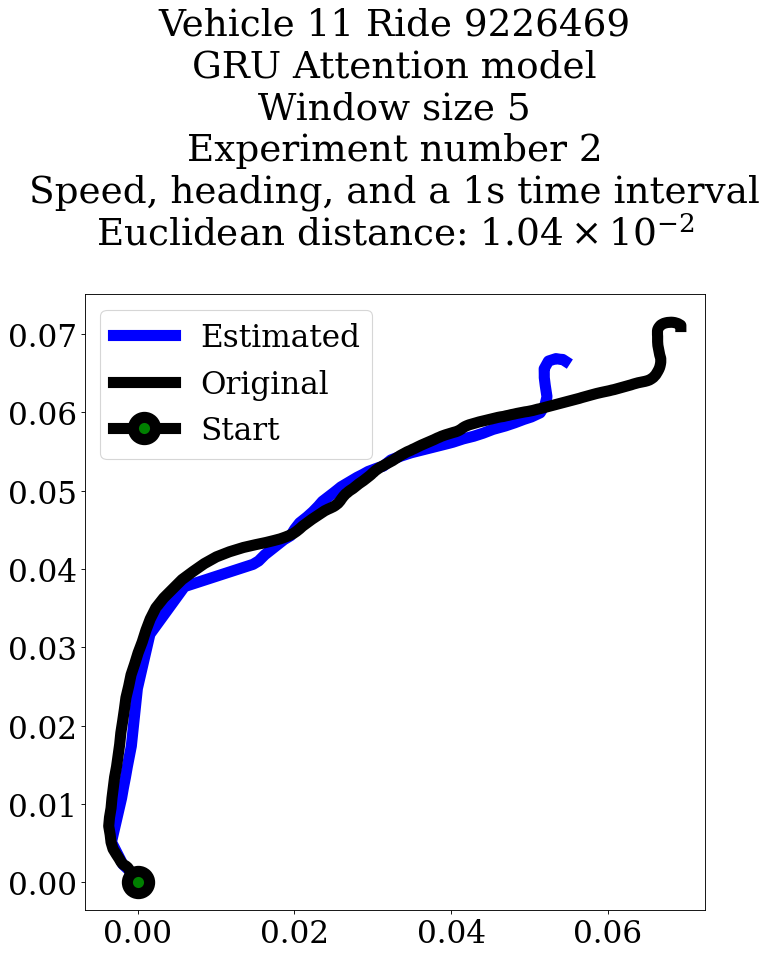 Vehicle 11 Ride 9226469
GRU Attention model
Window size 5
Experiment number 2
Speed, heading, and a 1s time interval
Euclidean distance: 1.04 × 10⁻²
Estimated
Original
Start
0.07
0.06
0.05
0.04
0.03
0.02
0.01
0.00
0.00 0.02 0.04 0.06